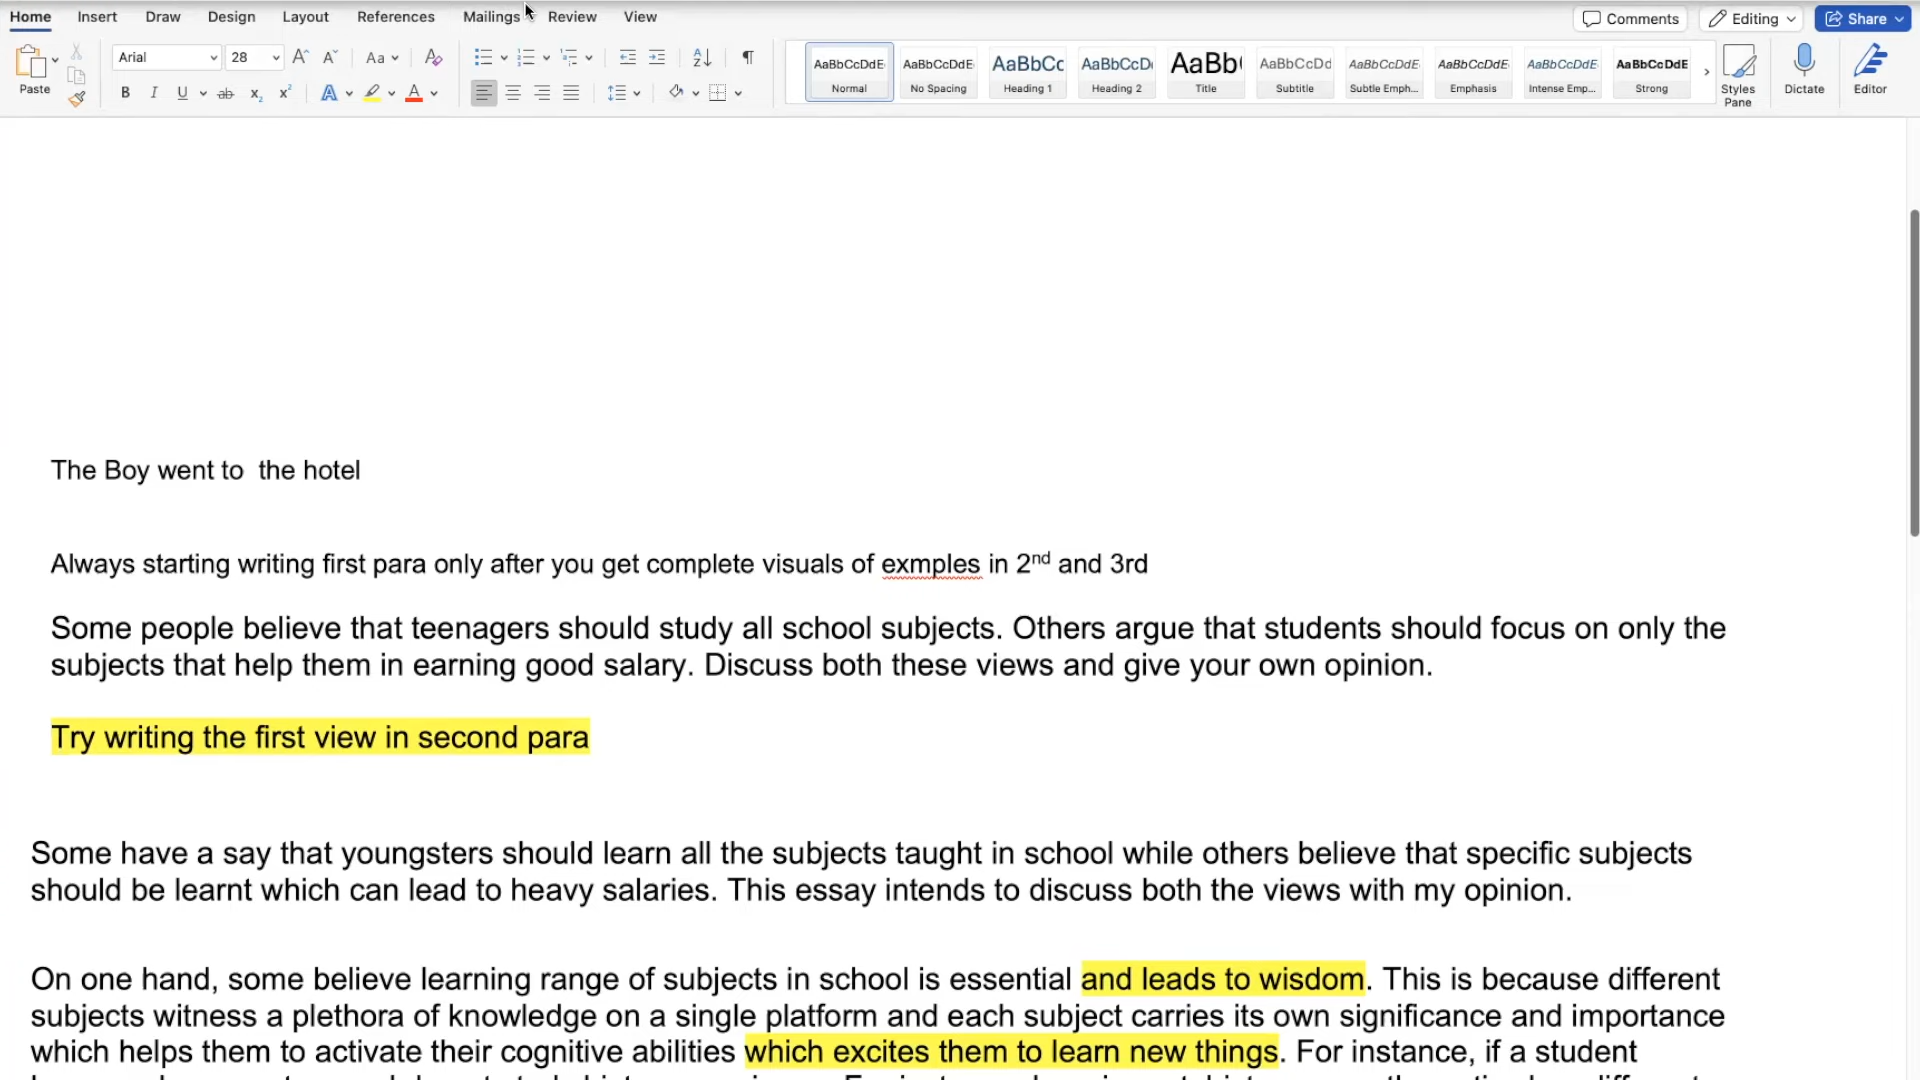 Home Insert Draw Design Layout References Mailings Review View Comments Editing Share
Arial 28 Aa
Paste
B I U ab x₂ x² A A
AaBbCcDdE AaBbCcDdE AaBbCc AaBbCcD AaBb( AaBbCcDd AaBbCcDdE AaBbCcDdE AaBbCcDdE AaBbCcDdE
Normal No Spacing Heading 1 Heading 2 Title Subtitle Subtle Emph... Emphasis Intense Emp... Strong
Styles Pane Dictate Editor
The Boy went to the hotel
Always starting writing first para only after you get complete visuals of exmples in 2nd and 3rd
Some people believe that teenagers should study all school subjects. Others argue that students should focus on only the
subjects that help them in earning good salary. Discuss both these views and give your own opinion.
Try writing the first view in second para
Some have a say that youngsters should learn all the subjects taught in school while others believe that specific subjects
should be learnt which can lead to heavy salaries. This essay intends to discuss both the views with my opinion.
On one hand, some believe learning range of subjects in school is essential and leads to wisdom. This is because different
subjects witness a plethora of knowledge on a single platform and each subject carries its own significance and importance
which helps them to activate their cognitive abilities which excites them to learn new things. For instance, if a student